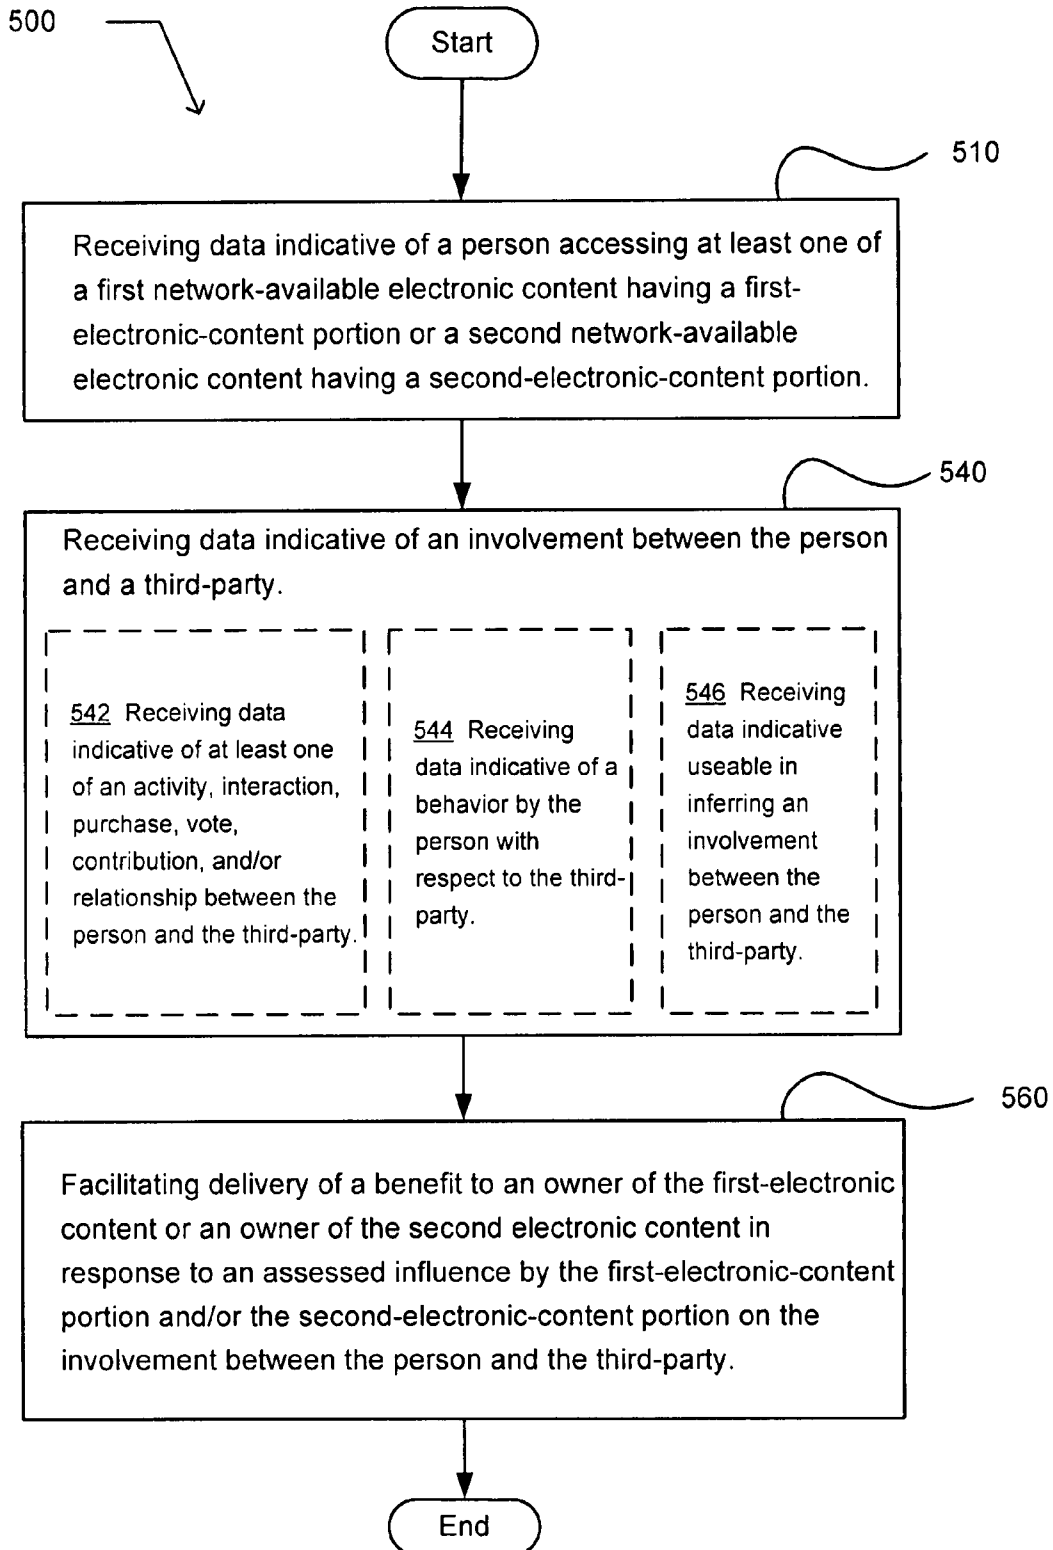 500
Start
510
Receiving data indicative of a person accessing at least one of
a first network-available electronic content having a first-
electronic-content portion or a second network-available
electronic content having a second-electronic-content portion.
540
Receiving data indicative of an involvement between the person
and a third-party.
542 Receiving data
indicative of at least one
of an activity, interaction,
purchase, vote,
contribution, and/or
relationship between the
person and the third-party.
544 Receiving
data indicative of a
behavior by the
person with
respect to the third-
party.
546 Receiving
data indicative
useable in
inferring an
involvement
between the
person and the
third-party.
560
Facilitating delivery of a benefit to an owner of the first-electronic
content or an owner of the second electronic content in
response to an assessed influence by the first-electronic-content
portion and/or the second-electronic-content portion on the
involvement between the person and the third-party.
End